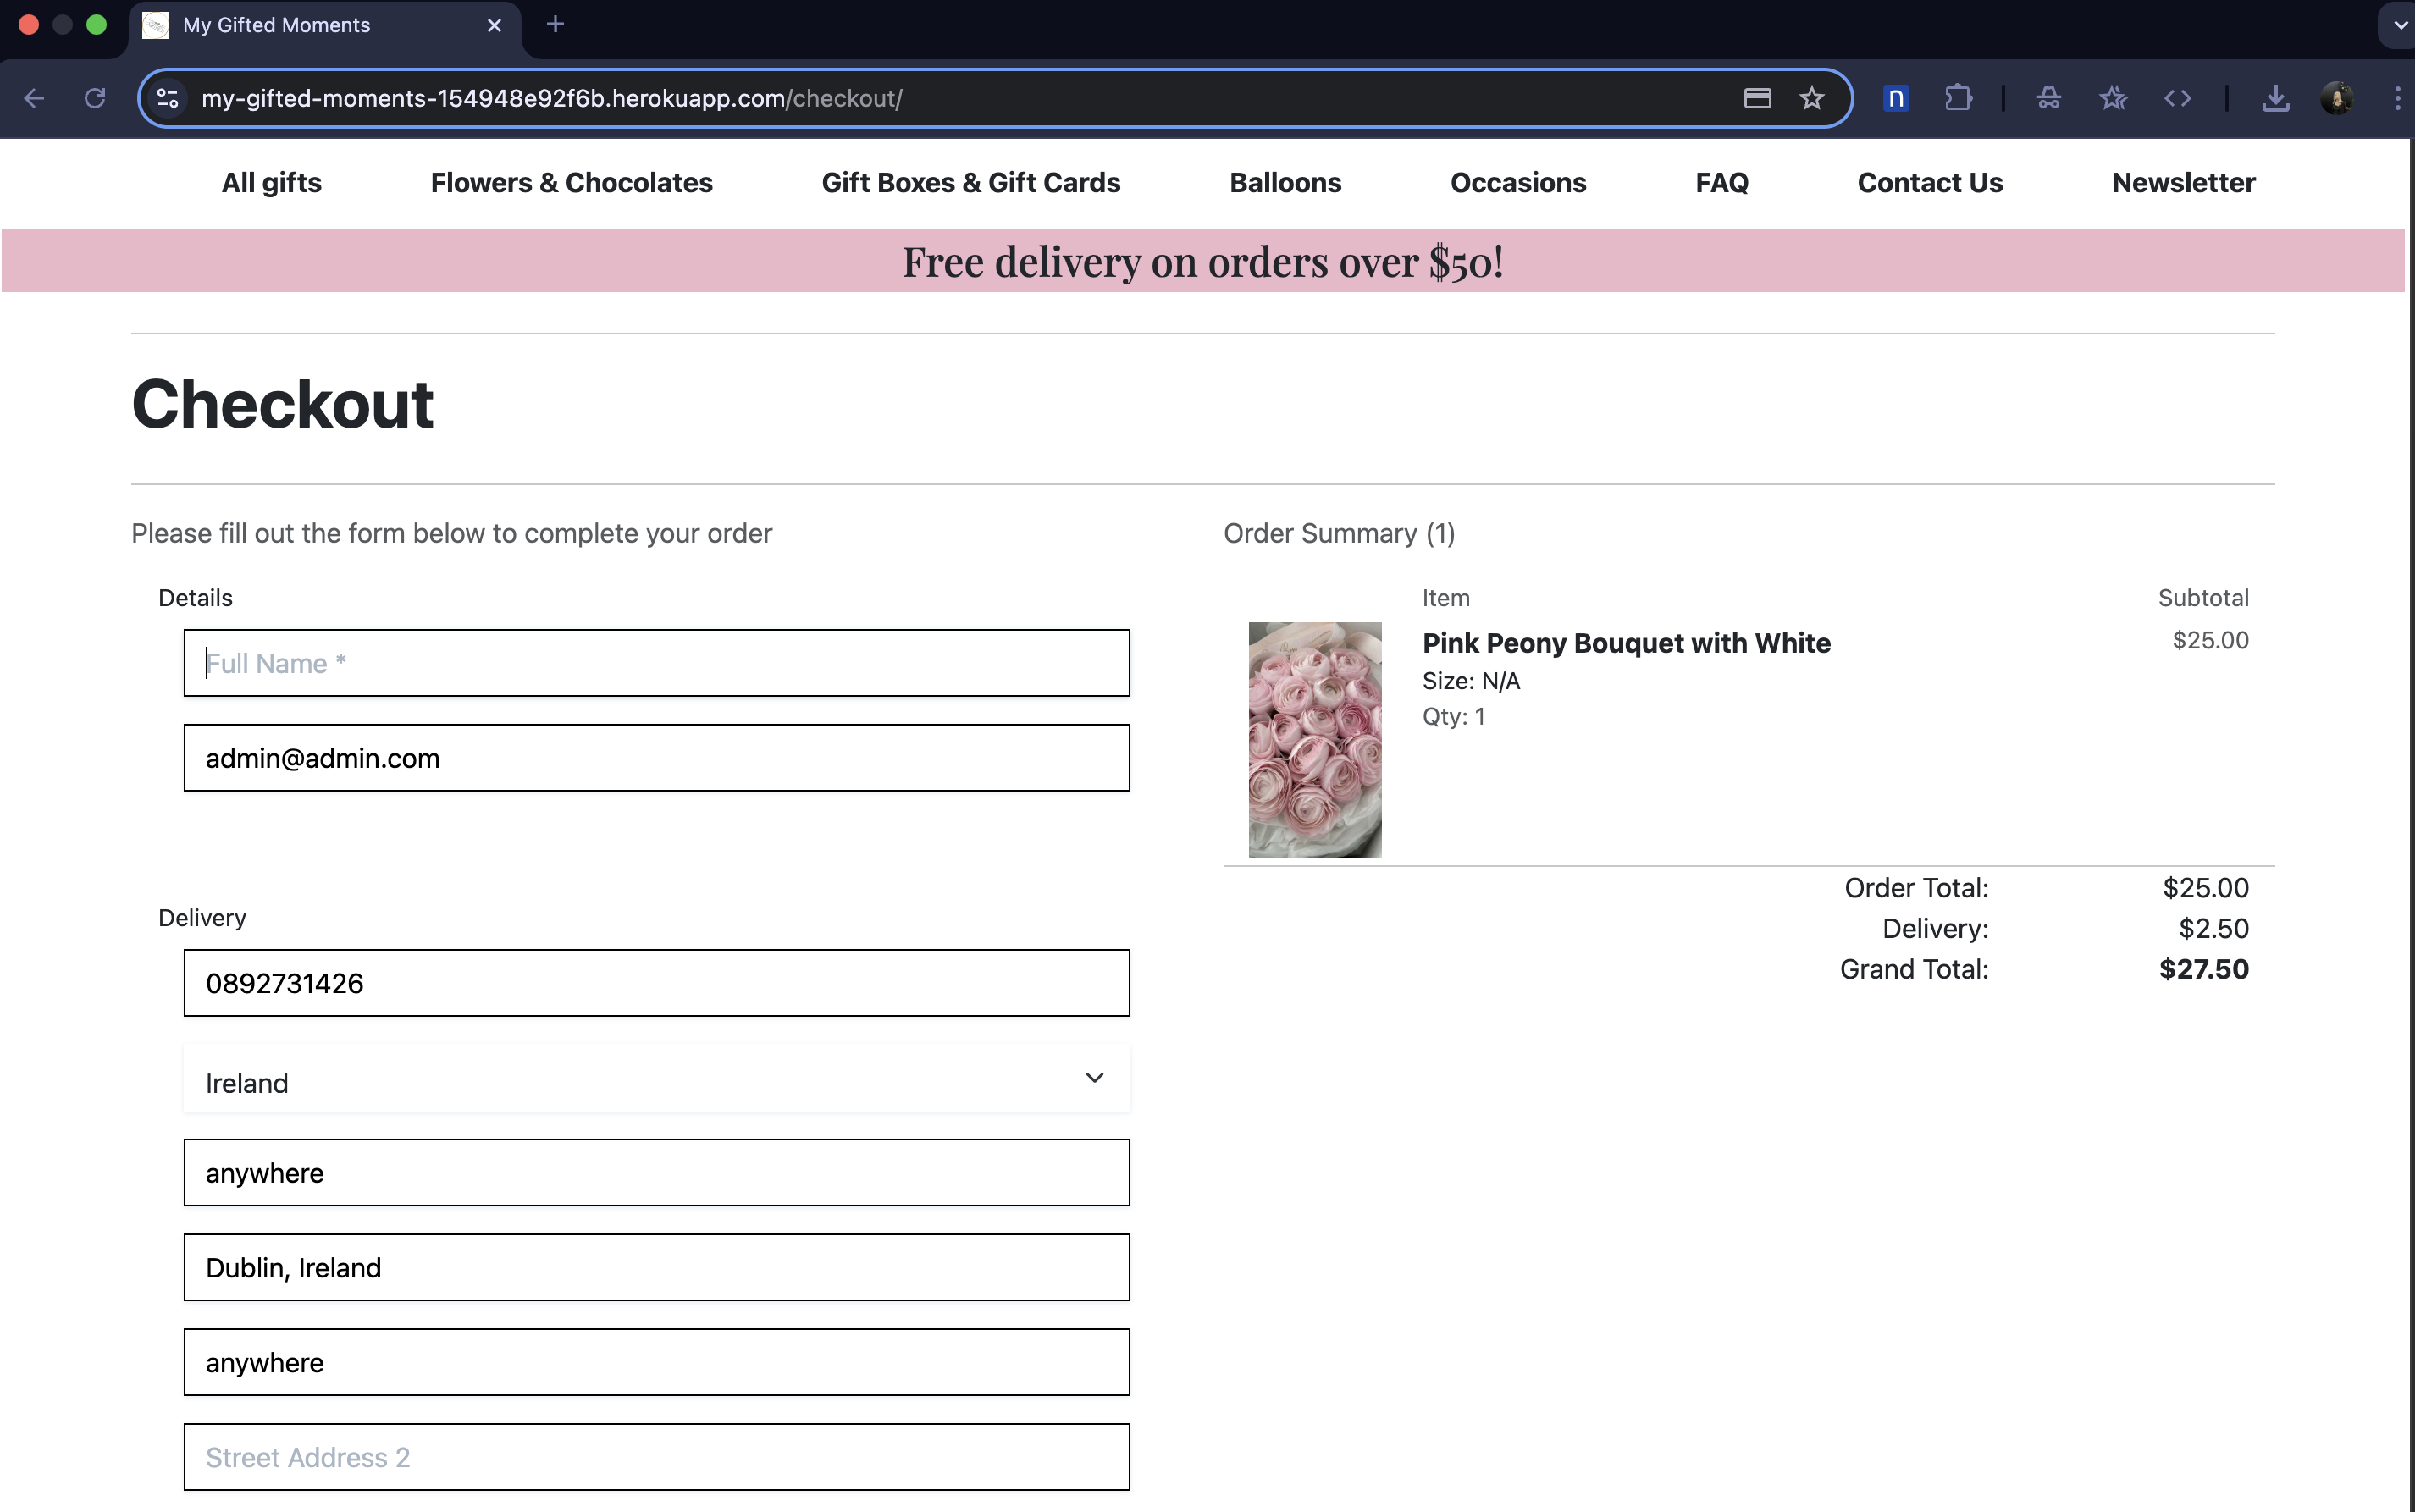 My Gifted Moments
my-gifted-moments-154948e92f6b.herokuapp.com/checkout/
All gifts
Flowers & Chocolates
Gift Boxes & Gift Cards
Balloons
Occasions
FAQ
Contact Us
Newsletter
Free delivery on orders over $50!
Checkout
Please fill out the form below to complete your order
Details
Full Name *
admin@admin.com
Delivery
0892731426
Ireland
anywhere
Dublin, Ireland
anywhere
Street Address 2
Order Summary (1)
Item
Subtotal
Pink Peony Bouquet with White
$25.00
Size: N/A
Qty: 1
Order Total: $25.00
Delivery: $2.50
Grand Total: $27.50